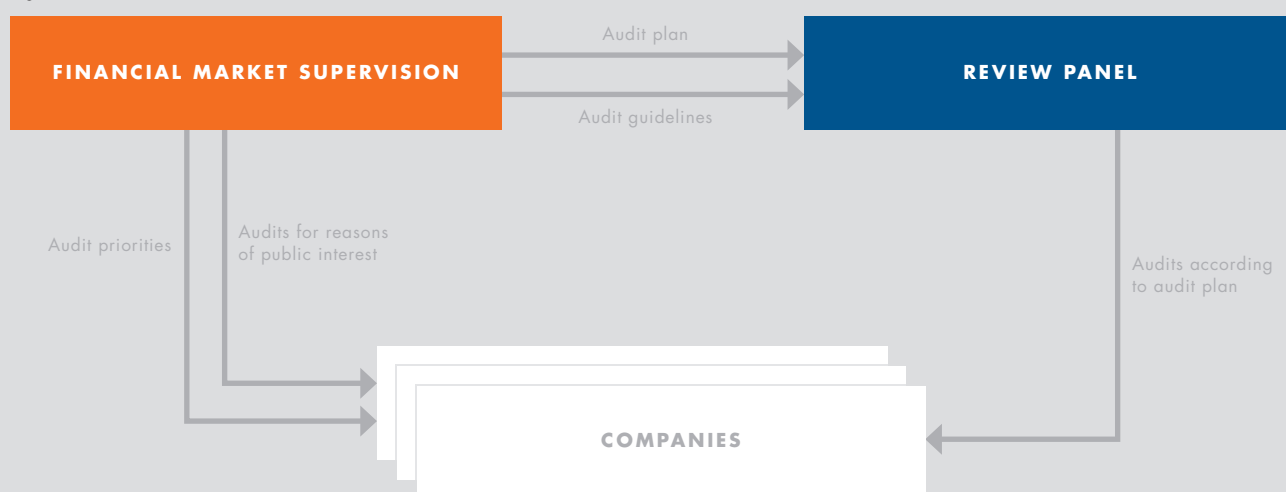 Audit plan
FINANCIAL MARKET SUPERVISION
REVIEW PANEL
Audit guidelines
Audit priorities
Audits for reasons
of public interest
Audits according
to audit plan
COMPANIES